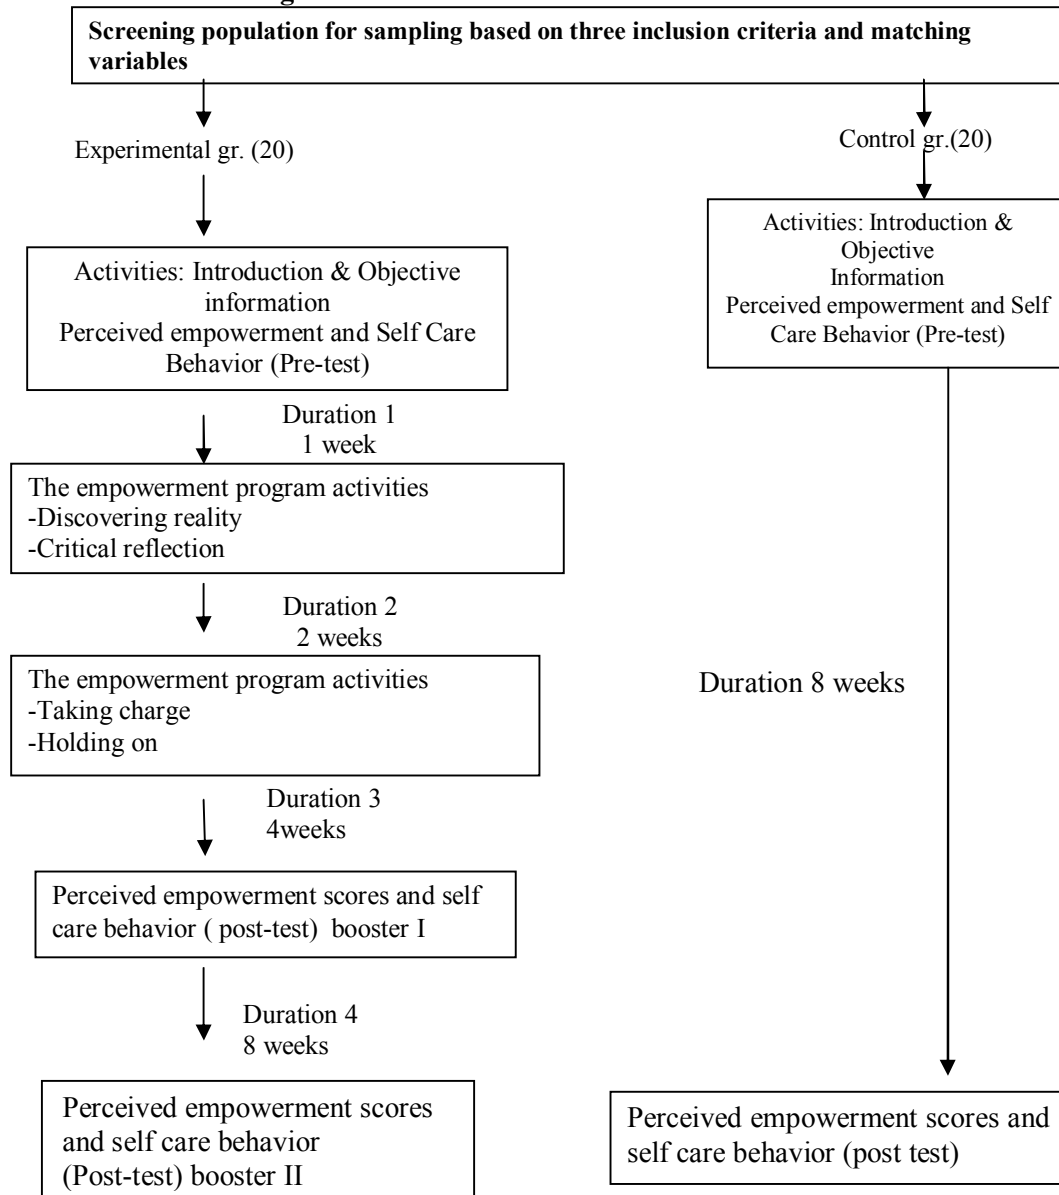 Screening population for sampling based on three inclusion criteria and matching
variables
Experimental gr. (20)
Activities: Introduction & Objective
information
Perceived empowerment and Self Care
Behavior (Pre-test)
Duration 1
1 week
The empowerment program activities
-Discovering reality
-Critical reflection
Duration 2
2 weeks
The empowerment program activities
-Taking charge
-Holding on
Duration 3
4weeks
Perceived empowerment scores and self
care behavior ( post-test) booster I
Duration 4
8 weeks
Perceived empowerment scores
and self care behavior
(Post-test) booster II
Control gr.(20)
Activities: Introduction &
Objective
Information
Perceived empowerment and Self
Care Behavior (Pre-test)
Duration 8 weeks
Perceived empowerment scores and
self care behavior (post test)